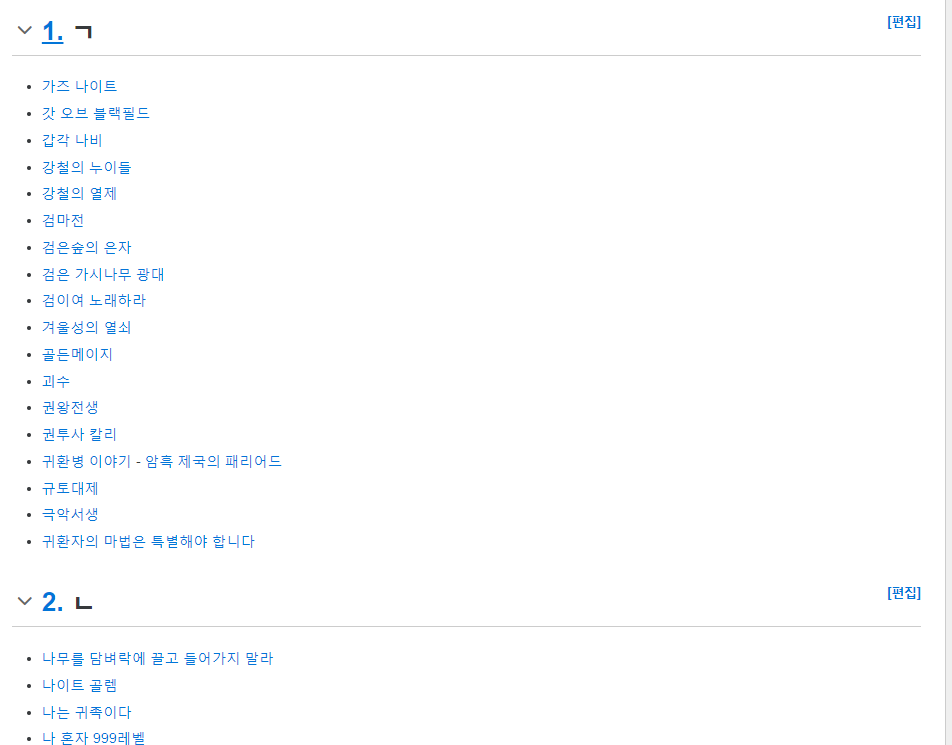 1. ㄱ [편집]
가즈 나이트
갓 오브 블랙필드
갑각 나비
강철의 누이들
강철의 열제
검마전
검은숲의 은자
검은 가시나무 광대
검이여 노래하라
겨울성의 열쇠
골든메이지
괴수
권왕전생
권투사 칼리
귀환병 이야기 - 암흑 제국의 패리어드
규토대제
극악서생
귀환자의 마법은 특별해야 합니다
2. ㄴ [편집]
나무를 담벼락에 끌고 들어가지 말라
나이트 골렘
나는 귀족이다
나 혼자 999레벨